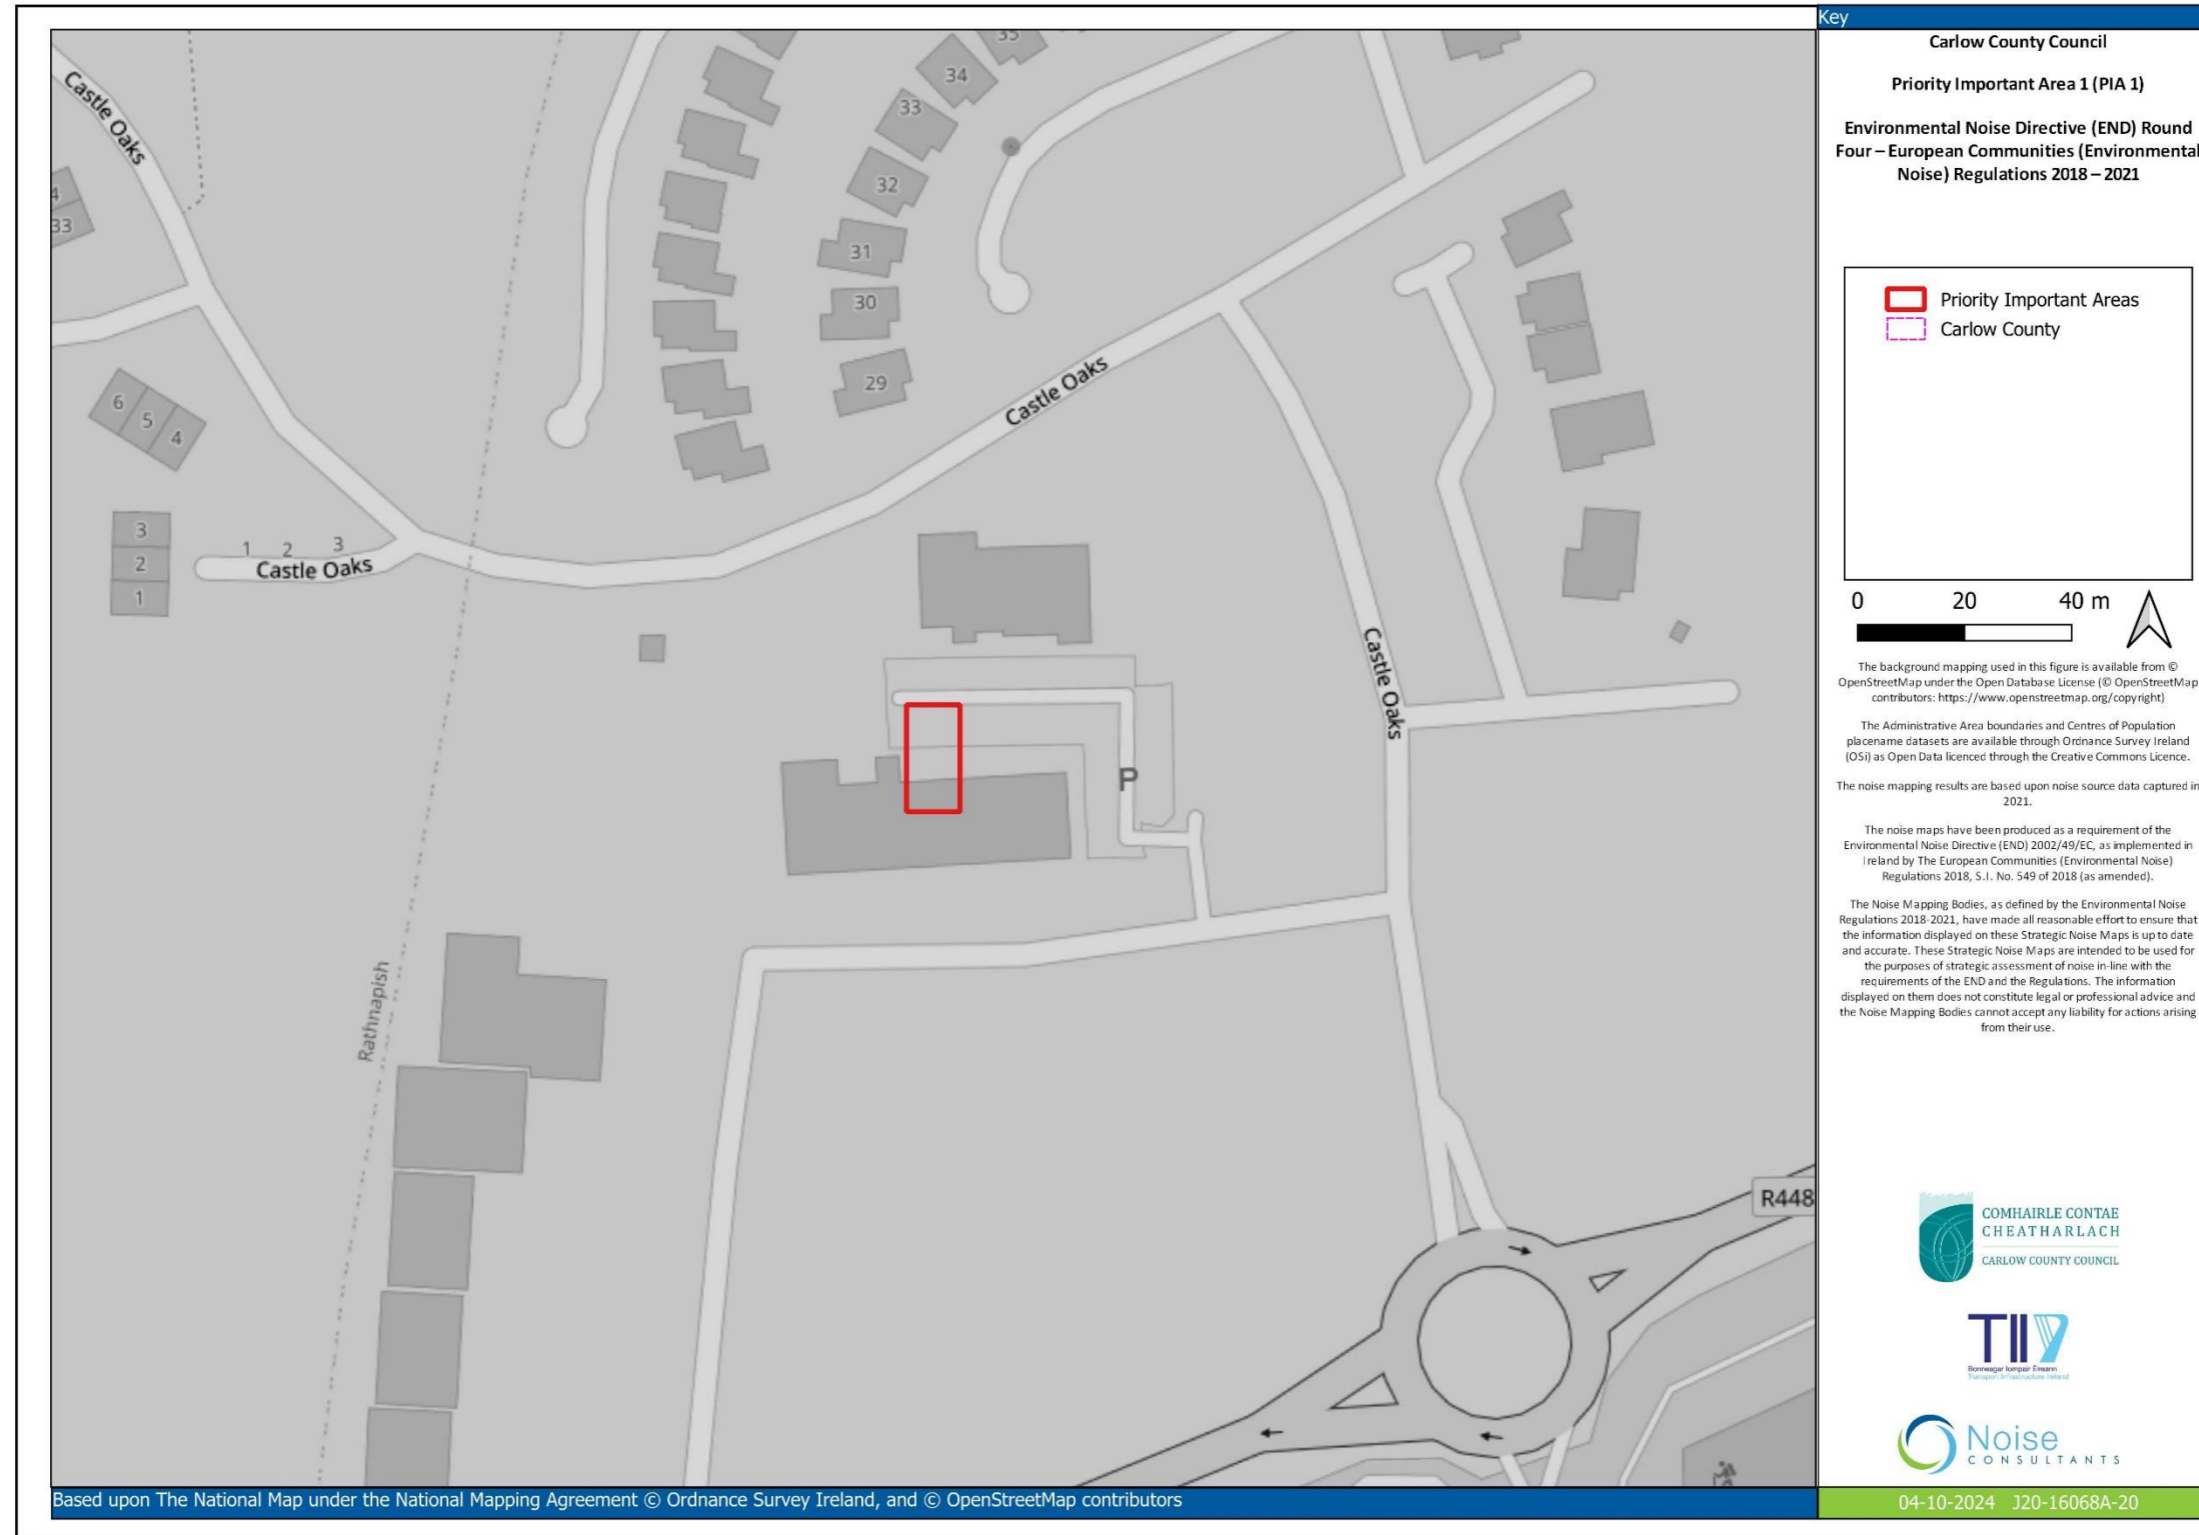 Key
Carlow County Council
Priority Important Area 1 (PIA 1)
Environmental Noise Directive (END) Round
Four – European Communities (Environmental
Noise) Regulations 2018 – 2021
Priority Important Areas
Carlow County
0 20 40 m
The background mapping used in this figure is available from ©
OpenStreetMap under the Open Database License (© OpenStreetMap
contributors: https://www.openstreetmap.org/copyright)
The Administrative Area boundaries and Centres of Population
placename datasets are available through Ordnance Survey Ireland
(OSi) as Open Data licenced through the Creative Commons Licence.
The noise mapping results are based upon noise source data captured in
2021.
The noise maps have been produced as a requirement of the
Environmental Noise Directive (END) 2002/49/EC, as implemented in
Ireland by The European Communities (Environmental Noise)
Regulations 2018, S.I. No. 549 of 2018 (as amended).
The Noise Mapping Bodies, as defined by the Environmental Noise
Regulations 2018-2021, have made all reasonable effort to ensure that
the information displayed on these Strategic Noise Maps is up to date
and accurate. These Strategic Noise Maps are intended to be used for
the purposes of strategic assessment of noise in-line with the
requirements of the END and the Regulations. The information
displayed on them does not constitute legal or professional advice and
the Noise Mapping Bodies cannot accept any liability for actions arising
from their use.
COMHAIRLE CONTAE
CHEATHARLACH
CARLOW COUNTY COUNCIL
TII
Bonneagar Iompair Éireann
Transport Infrastructure Ireland
Noise
CONSULTANTS
04-10-2024 J20-16068A-20
Castle Oaks
35
34
33
32
31
30
29
4
33
6
5
4
3
2
1
1 2 3
Castle Oaks
Castle Oaks
Castle Oaks
P
Rathnapish
R448
Based upon The National Map under the National Mapping Agreement © Ordnance Survey Ireland, and © OpenStreetMap contributors